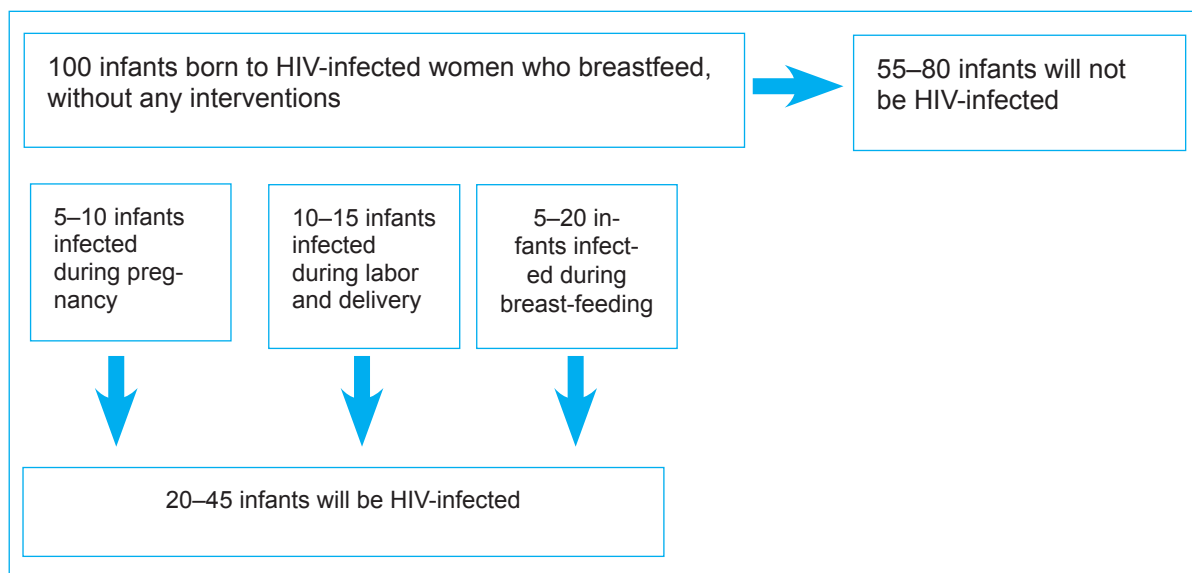 100 infants born to HIV-infected women who breastfeed,
without any interventions
55–80 infants will not
be HIV-infected
5–10 infants
infected
during preg-
nancy
10–15 infants
infected
during labor
and delivery
5–20 in-
fants infect-
ed during
breast-feeding
20–45 infants will be HIV-infected